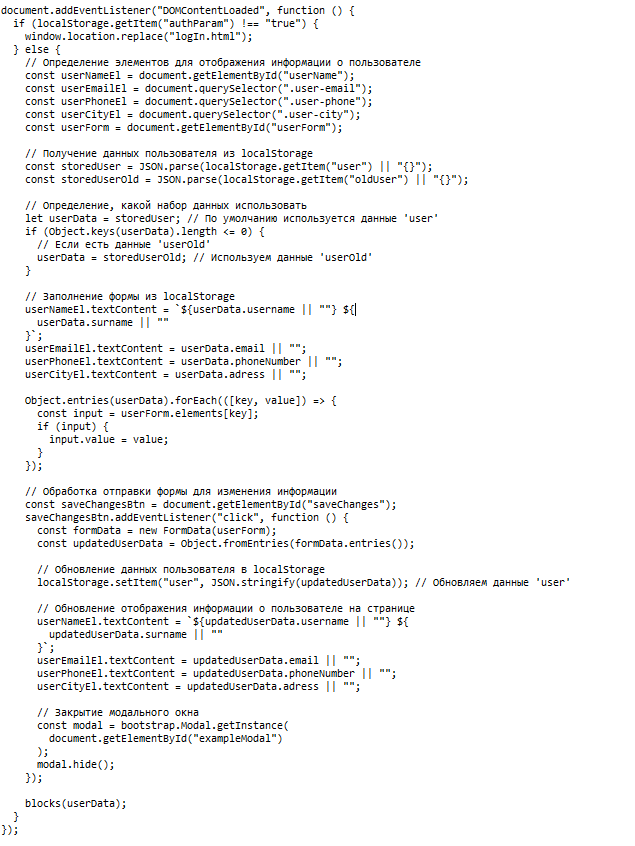 document.addEventListener("DOMContentLoaded", function () {
  if (localStorage.getItem("authParam") !== "true") {
    window.location.replace("logIn.html");
  } else {
    // Определение элементов для отображения информации о пользователе
    const userNameEl = document.getElementById("userName");
    const userEmailEl = document.querySelector(".user-email");
    const userPhoneEl = document.querySelector(".user-phone");
    const userCityEl = document.querySelector(".user-city");
    const userForm = document.getElementById("userForm");

    // Получение данных пользователя из localStorage
    const storedUser = JSON.parse(localStorage.getItem("user") || "{}");
    const storedUserOld = JSON.parse(localStorage.getItem("oldUser") || "{}");

    // Определение, какой набор данных использовать
    let userData = storedUser; // По умолчанию используется данные 'user'
    if (Object.keys(userData).length <= 0) {
      // Если есть данные 'userOld'
      userData = storedUserOld; // Используем данные 'userOld'
    }

    // Заполнение формы из localStorage
    userNameEl.textContent = `${userData.username || ""} ${
      userData.surname || ""
    }`;
    userEmailEl.textContent = userData.email || "";
    userPhoneEl.textContent = userData.phoneNumber || "";
    userCityEl.textContent = userData.adress || "";

    Object.entries(userData).forEach(([key, value]) => {
      const input = userForm.elements[key];
      if (input) {
        input.value = value;
      }
    });

    // Обработка отправки формы для изменения информации
    const saveChangesBtn = document.getElementById("saveChanges");
    saveChangesBtn.addEventListener("click", function () {
      const formData = new FormData(userForm);
      const updatedUserData = Object.fromEntries(formData.entries());

      // Обновление данных пользователя в localStorage
      localStorage.setItem("user", JSON.stringify(updatedUserData)); // Обновляем данные 'user'

      // Обновление отображения информации о пользователе на странице
      userNameEl.textContent = `${updatedUserData.username || ""} ${
        updatedUserData.surname || ""
      }`;
      userEmailEl.textContent = updatedUserData.email || "";
      userPhoneEl.textContent = updatedUserData.phoneNumber || "";
      userCityEl.textContent = updatedUserData.adress || "";

      // Закрытие модального окна
      const modal = bootstrap.Modal.getInstance(
        document.getElementById("exampleModal")
      );
      modal.hide();
    });

    blocks(userData);
  }
});